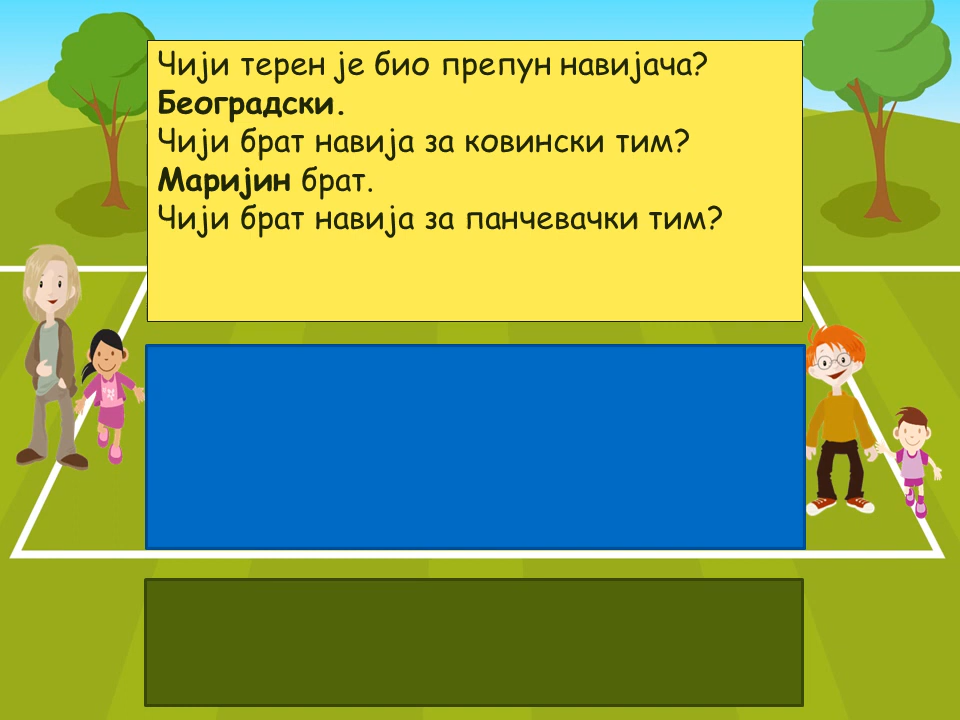 Чији терен је био препун навијача?
Београдски.
Чији брат навија за ковински тим?
Маријин брат.
Чији брат навија за панчевачки тим?